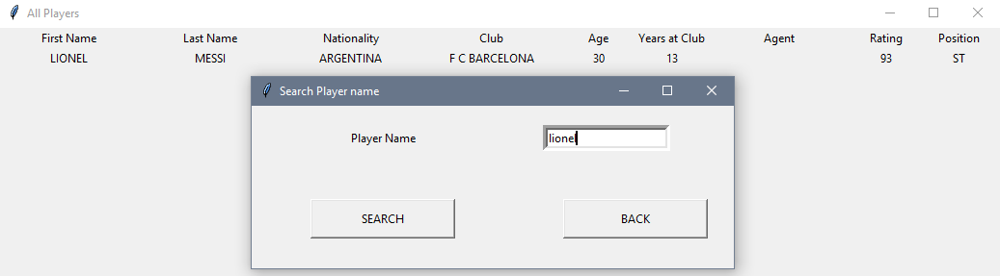 All Players
First Name Last Name Nationality Club Age Years at Club Agent Rating Position
LIONEL MESSI ARGENTINA F C BARCELONA 30 13 93 ST
Search Player name
Player Name lionel
SEARCH BACK